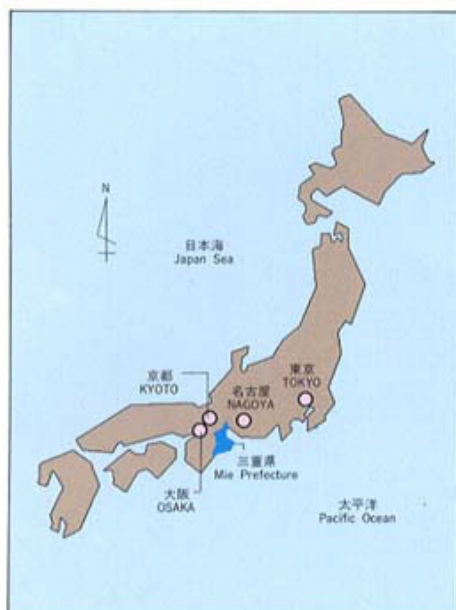 N
日本海
Japan Sea
京都
KYOTO
名古屋
NAGOYA
東京
TOKYO
三重県
Mie Prefecture
大阪
OSAKA
太平洋
Pacific Ocean